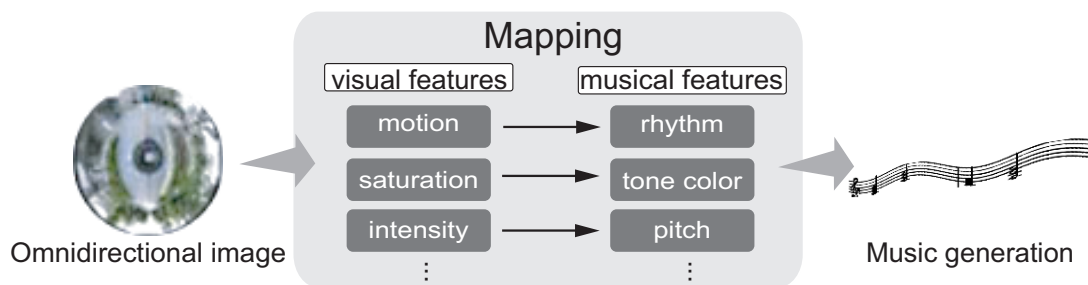 Mapping
visual features musical features
motion rhythm
saturation tone color
intensity pitch
Omnidirectional image
Music generation